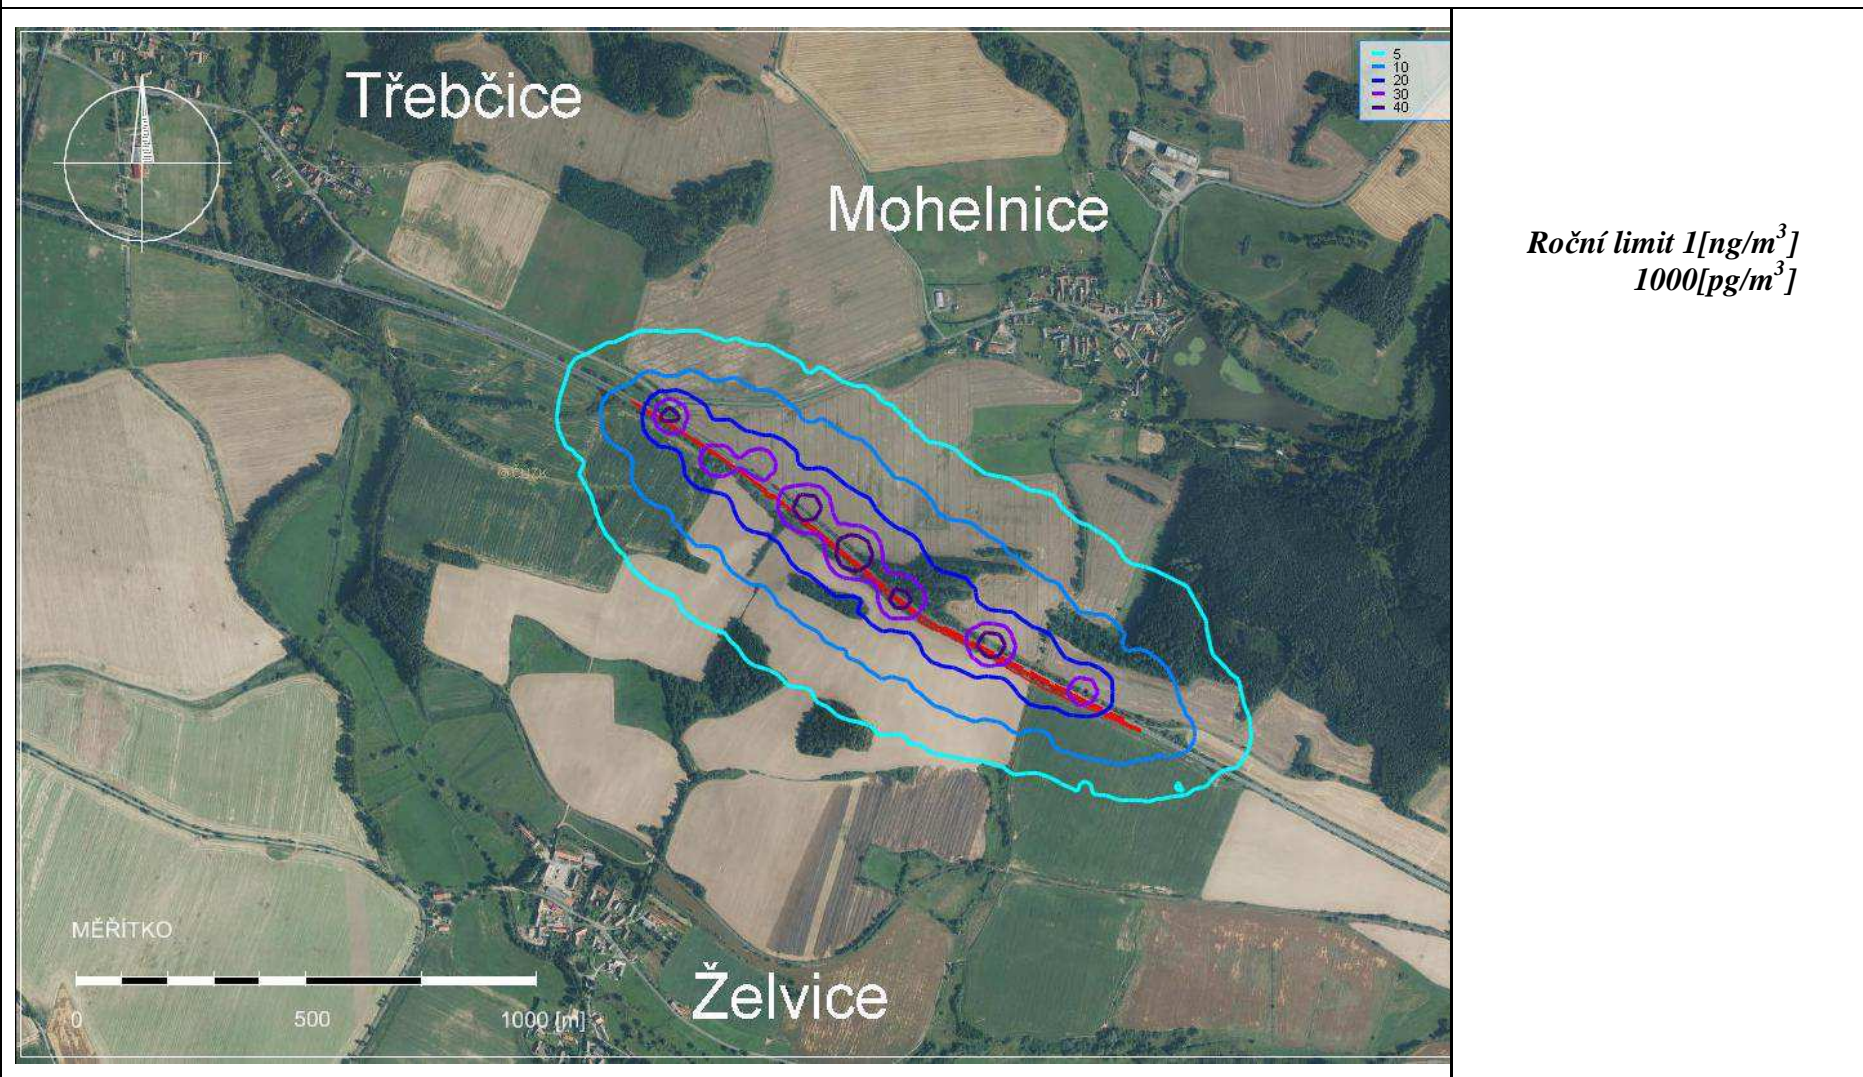 Třebčice
5
10
20
30
40
Mohelnice
Roční limit 1[ng/m³]
1000[pg/m³]
©ČÚZK
MĚŘÍTKO
0 500 1000 [m]
Želvice